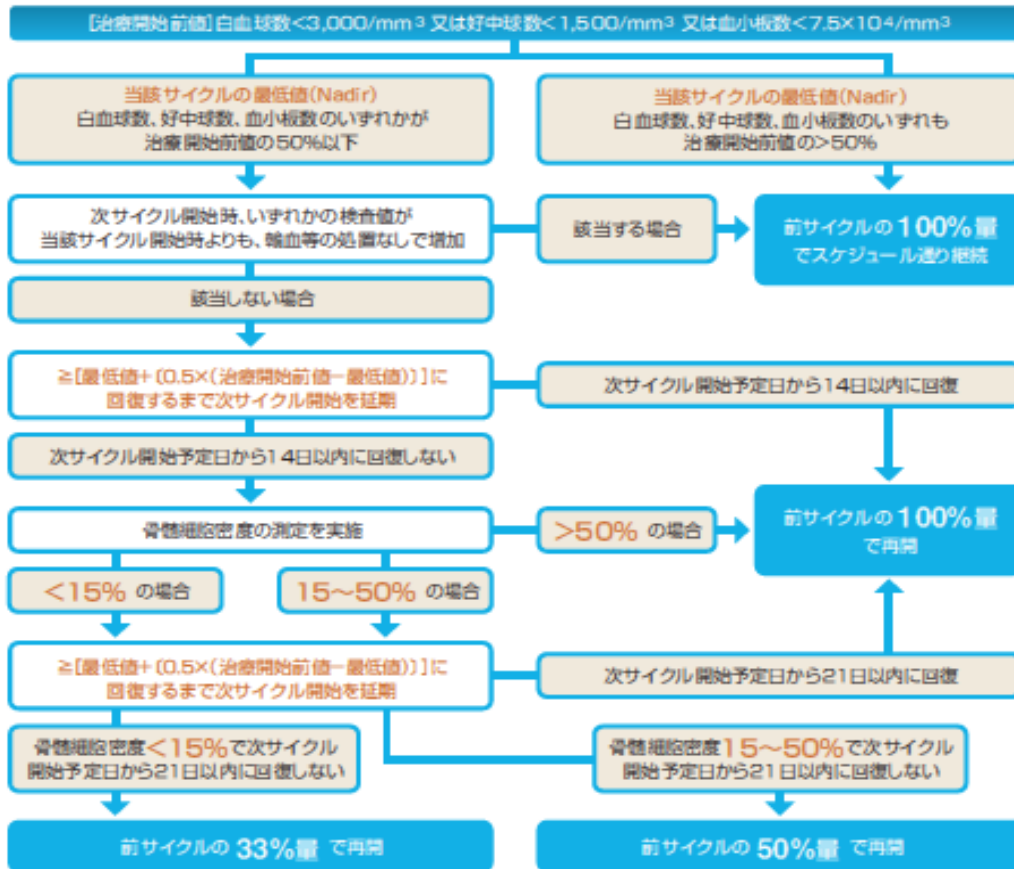 [治療開始前値]白血球数<3,000/mm³ 又は好中球数<1,500/mm³ 又は血小板数<7.5×10⁴/mm³
当該サイクルの最低値(Nadir)
白血球数、好中球数、血小板数のいずれかが
治療開始前値の50%以下
当該サイクルの最低値(Nadir)
白血球数、好中球数、血小板数のいずれも
治療開始前値の>50%
次サイクル開始時、いずれかの検査値が
当該サイクル開始時よりも、輸血等の処置なしで増加
該当する場合
前サイクルの100%量
でスケジュール通り継続
該当しない場合
≧[最低値+(0.5×(治療開始前値−最低値))]に
回復するまで次サイクル開始を延期
次サイクル開始予定日から14日以内に回復
次サイクル開始予定日から14日以内に回復しない
骨髄細胞密度の測定を実施
>50% の場合
前サイクルの100%量
で再開
<15% の場合
15〜50% の場合
≧[最低値+(0.5×(治療開始前値−最低値))]に
回復するまで次サイクル開始を延期
次サイクル開始予定日から21日以内に回復
骨髄細胞密度<15%で次サイクル
開始予定日から21日以内に回復しない
骨髄細胞密度15〜50%で次サイクル
開始予定日から21日以内に回復しない
前サイクルの 33%量 で再開
前サイクルの 50%量 で再開